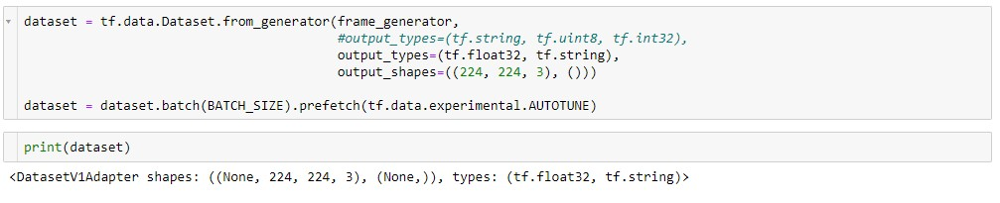 dataset = tf.data.Dataset.from_generator(frame_generator,
#output_types=(tf.string, tf.uint8, tf.int32),
output_types=(tf.float32, tf.string),
output_shapes=((224, 224, 3), ()))
dataset = dataset.batch(BATCH_SIZE).prefetch(tf.data.experimental.AUTOTUNE)
print(dataset)
<DatasetV1Adapter shapes: ((None, 224, 224, 3), (None,)), types: (tf.float32, tf.string)>